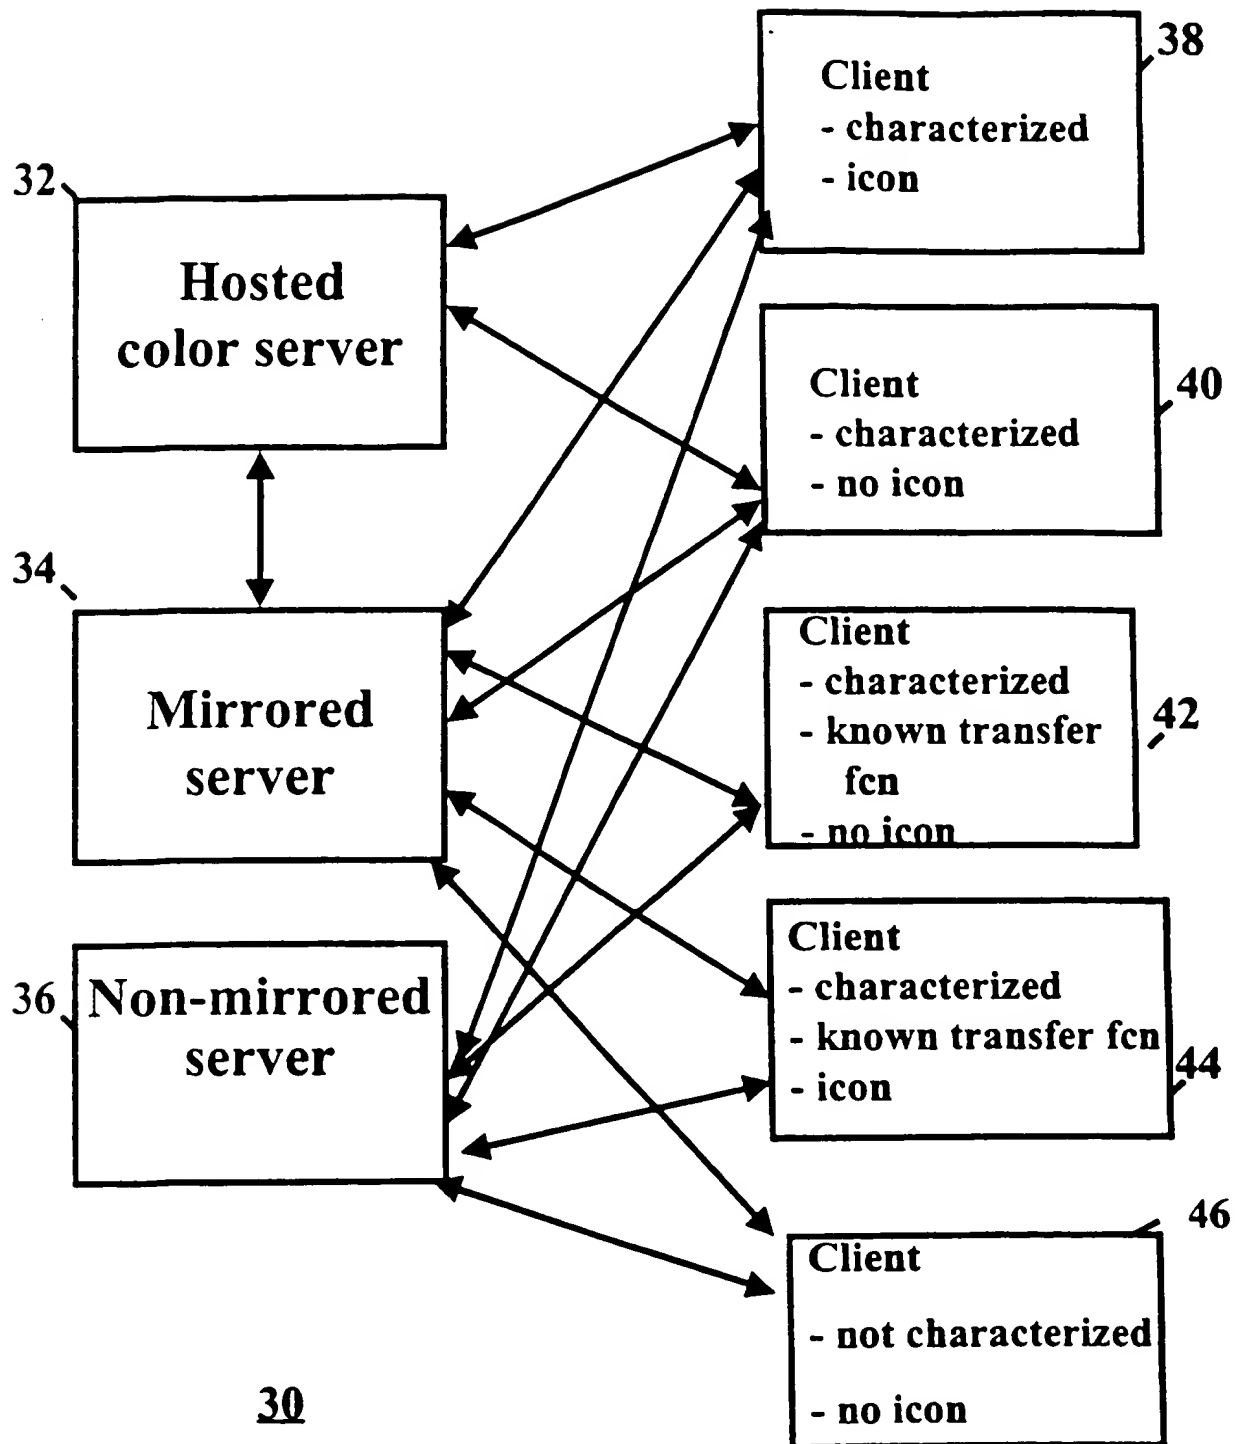 38
Client
- characterized
- icon
32
Hosted
color server
40
Client
- characterized
- no icon
34
Mirrored
server
Client
- characterized
- known transfer
fcn
- no icon
42
36
Non-mirrored
server
Client
- characterized
- known transfer fcn
- icon
44
46
Client
- not characterized
- no icon
30